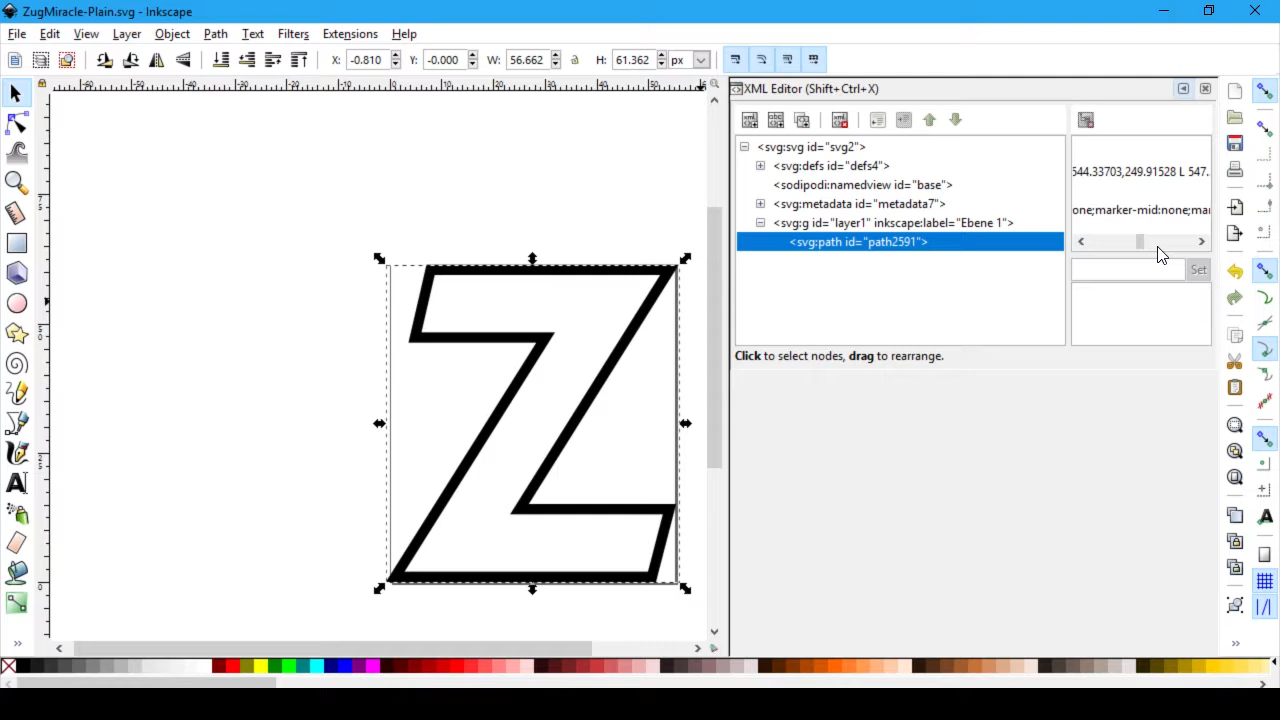 ZugMiracle-Plain.svg - Inkscape
File Edit View Layer Object Path Filters Text Extensions Help
X: -0.810 Y: -0.000 W: 56.662 H: 61.362 px
XML Editor (Shift+Ctrl+X)
<svg:svg id="svg2">
<svg:defs id="defs4">
<sodipodi:namedview id="base">
<svg:metadata id="metadata7">
<svg:g id="layer1" inkscape:label="Ebene 1">
<svg:path id="path2591">
544.33703,249.91528 L 547.
one;marker-mid:none;mar
Set
Click to select nodes, drag to rearrange.
Z